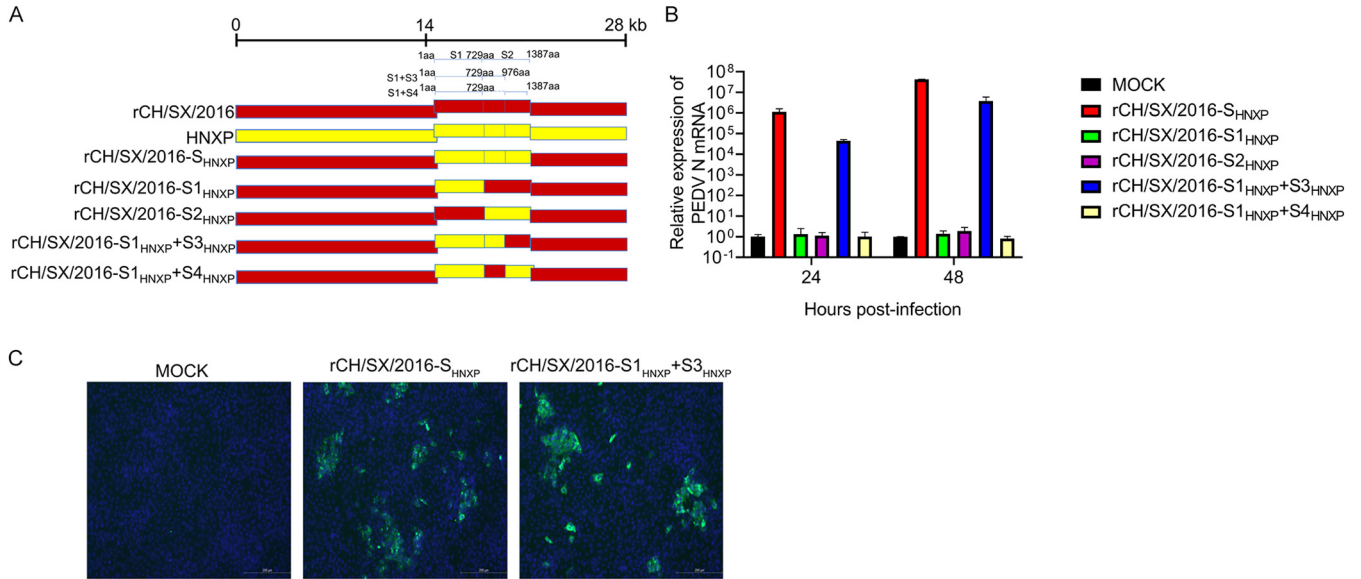 A
0 14 28 kb
1aa S1 729aa S2 1387aa
S1+S3 1aa 729aa 976aa
S1+S4 1aa 729aa 1387aa
rCH/SX/2016
HNXP
rCH/SX/2016-SHNXP
rCH/SX/2016-S1HNXP
rCH/SX/2016-S2HNXP
rCH/SX/2016-S1HNXP+S3HNXP
rCH/SX/2016-S1HNXP+S4HNXP
B
Relative expression of
PEDV N mRNA
10^8
10^7
10^6
10^5
10^4
10^3
10^2
10^1
10^0
10^-1
24 48
Hours post-infection
MOCK
rCH/SX/2016-SHNXP
rCH/SX/2016-S1HNXP
rCH/SX/2016-S2HNXP
rCH/SX/2016-S1HNXP+S3HNXP
rCH/SX/2016-S1HNXP+S4HNXP
C
MOCK rCH/SX/2016-SHNXP rCH/SX/2016-S1HNXP+S3HNXP